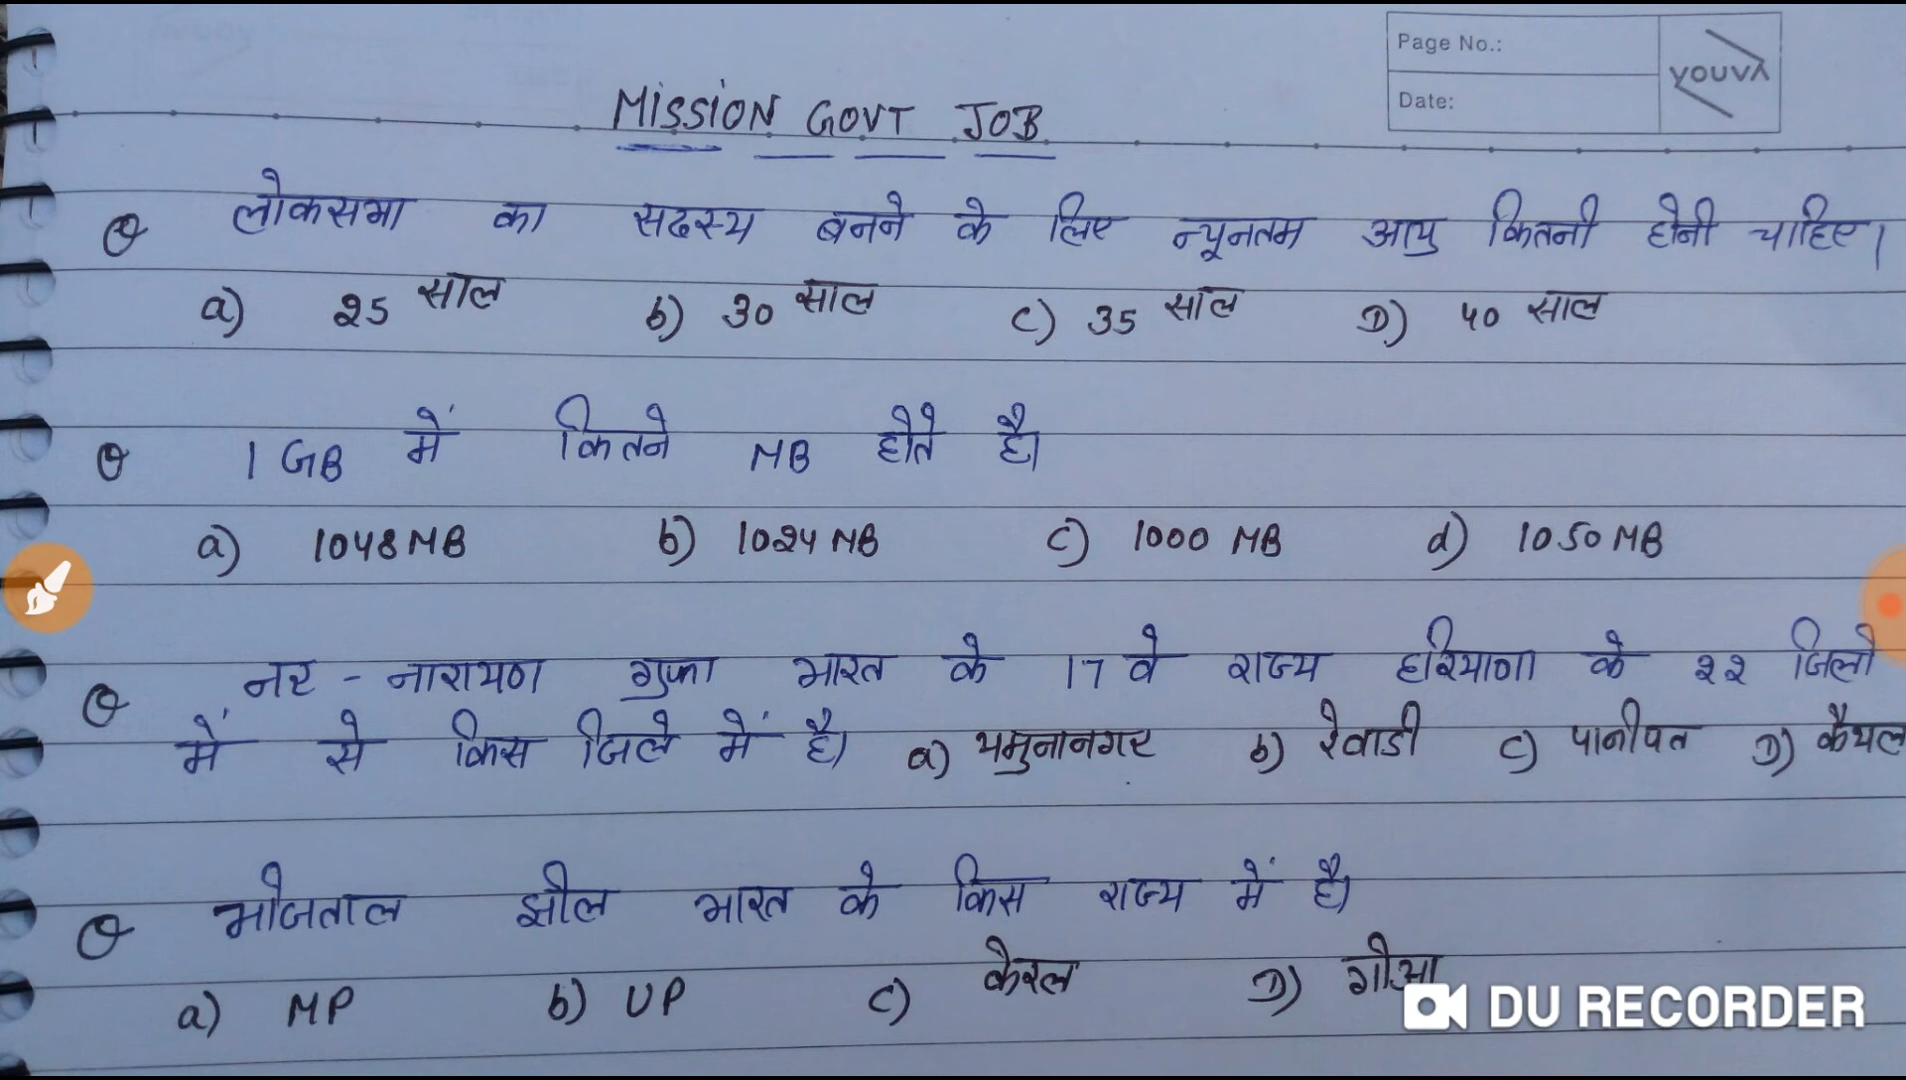 Page No.:
Date:
YOUVA
MISSION GOVT JOB
Q लोकसभा का सदस्य बनने के लिए न्यूनतम आयु कितनी होनी चाहिए।
a) 25 साल b) 30 साल c) 35 साल D) 40 साल
Q 1 GB में कितने MB होते है।
a) 1048 MB b) 1024 MB c) 1000 MB d) 1050 MB
Q नर - नारायण गुफा भारत के 17 वे राज्य हरियाणा के 22 जिलो
में से किस जिले में है। a) यमुनानगर b) रेवाडी c) पानीपत D) कैथल
Q भोजताल झील भारत के किस राज्य में है।
a) MP b) UP c) केरल D) गोआ
DU RECORDER